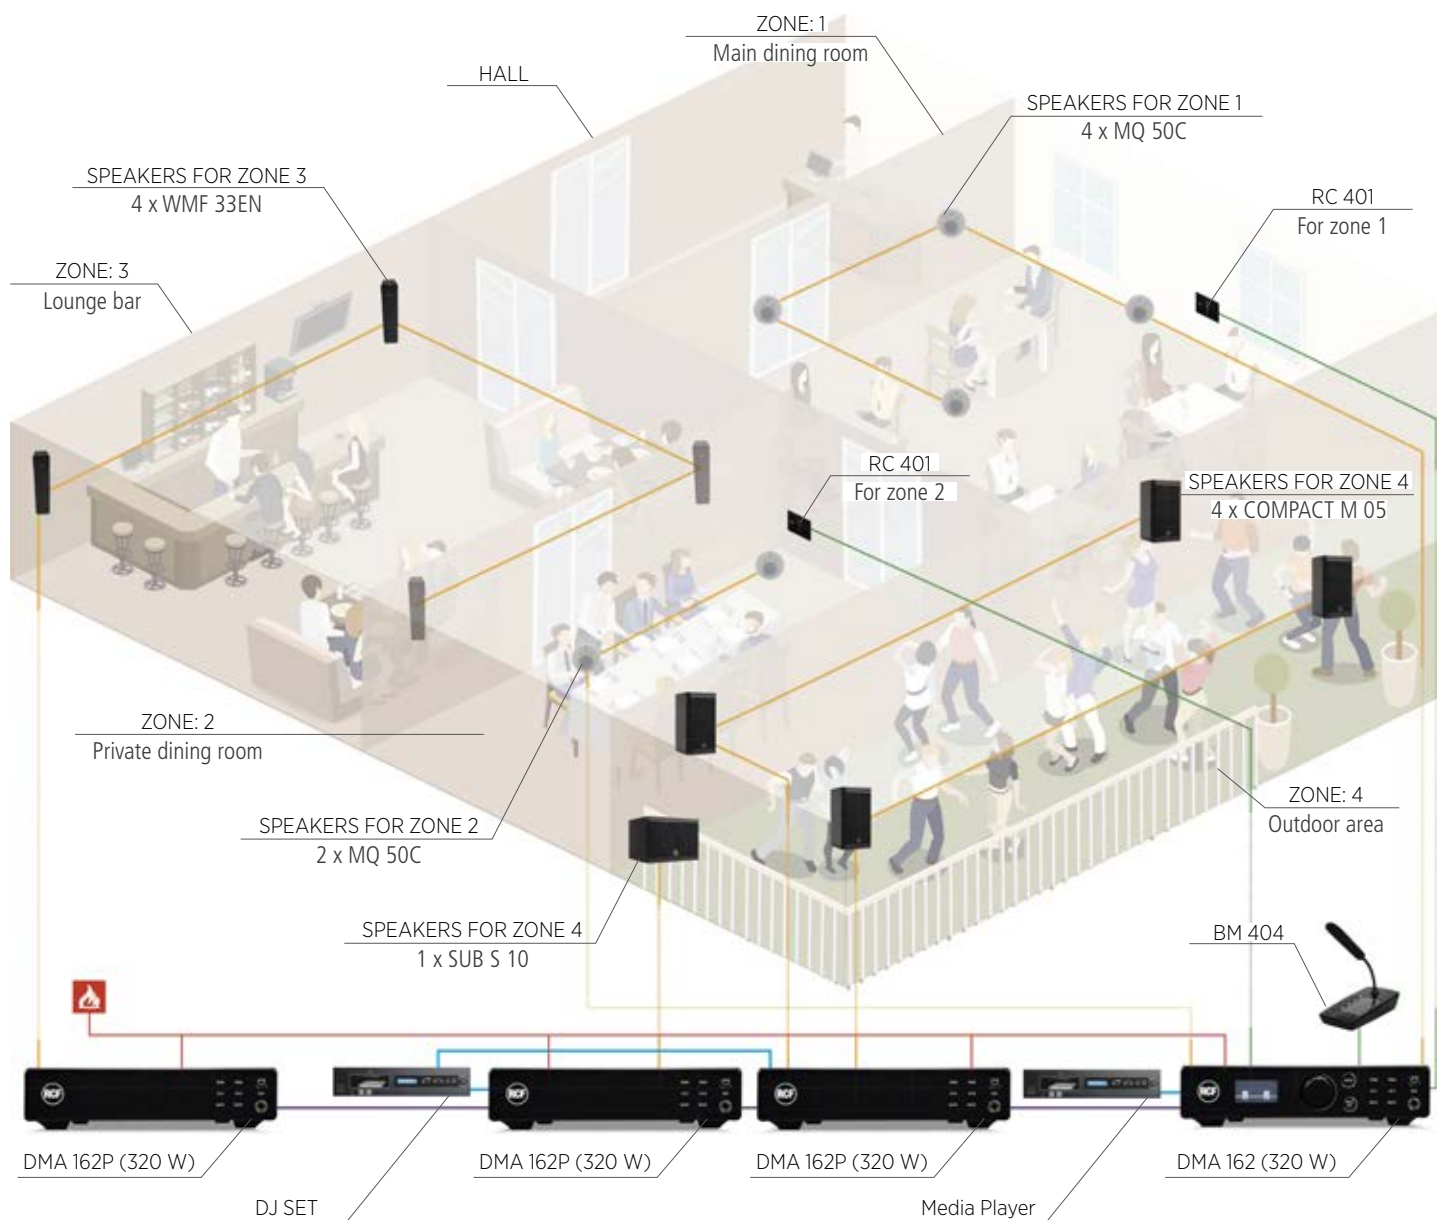 ZONE: 1
Main dining room
HALL
SPEAKERS FOR ZONE 1
4 x MQ 50C
SPEAKERS FOR ZONE 3
4 x WMF 33EN
RC 401
For zone 1
ZONE: 3
Lounge bar
RC 401
For zone 2
SPEAKERS FOR ZONE 4
4 x COMPACT M 05
ZONE: 2
Private dining room
ZONE: 4
Outdoor area
SPEAKERS FOR ZONE 2
2 x MQ 50C
SPEAKERS FOR ZONE 4
1 x SUB S 10
BM 404
RCF
RCF
RCF
RCF
DMA 162P (320 W)
DMA 162P (320 W)
DMA 162P (320 W)
DMA 162 (320 W)
DJ SET
Media Player